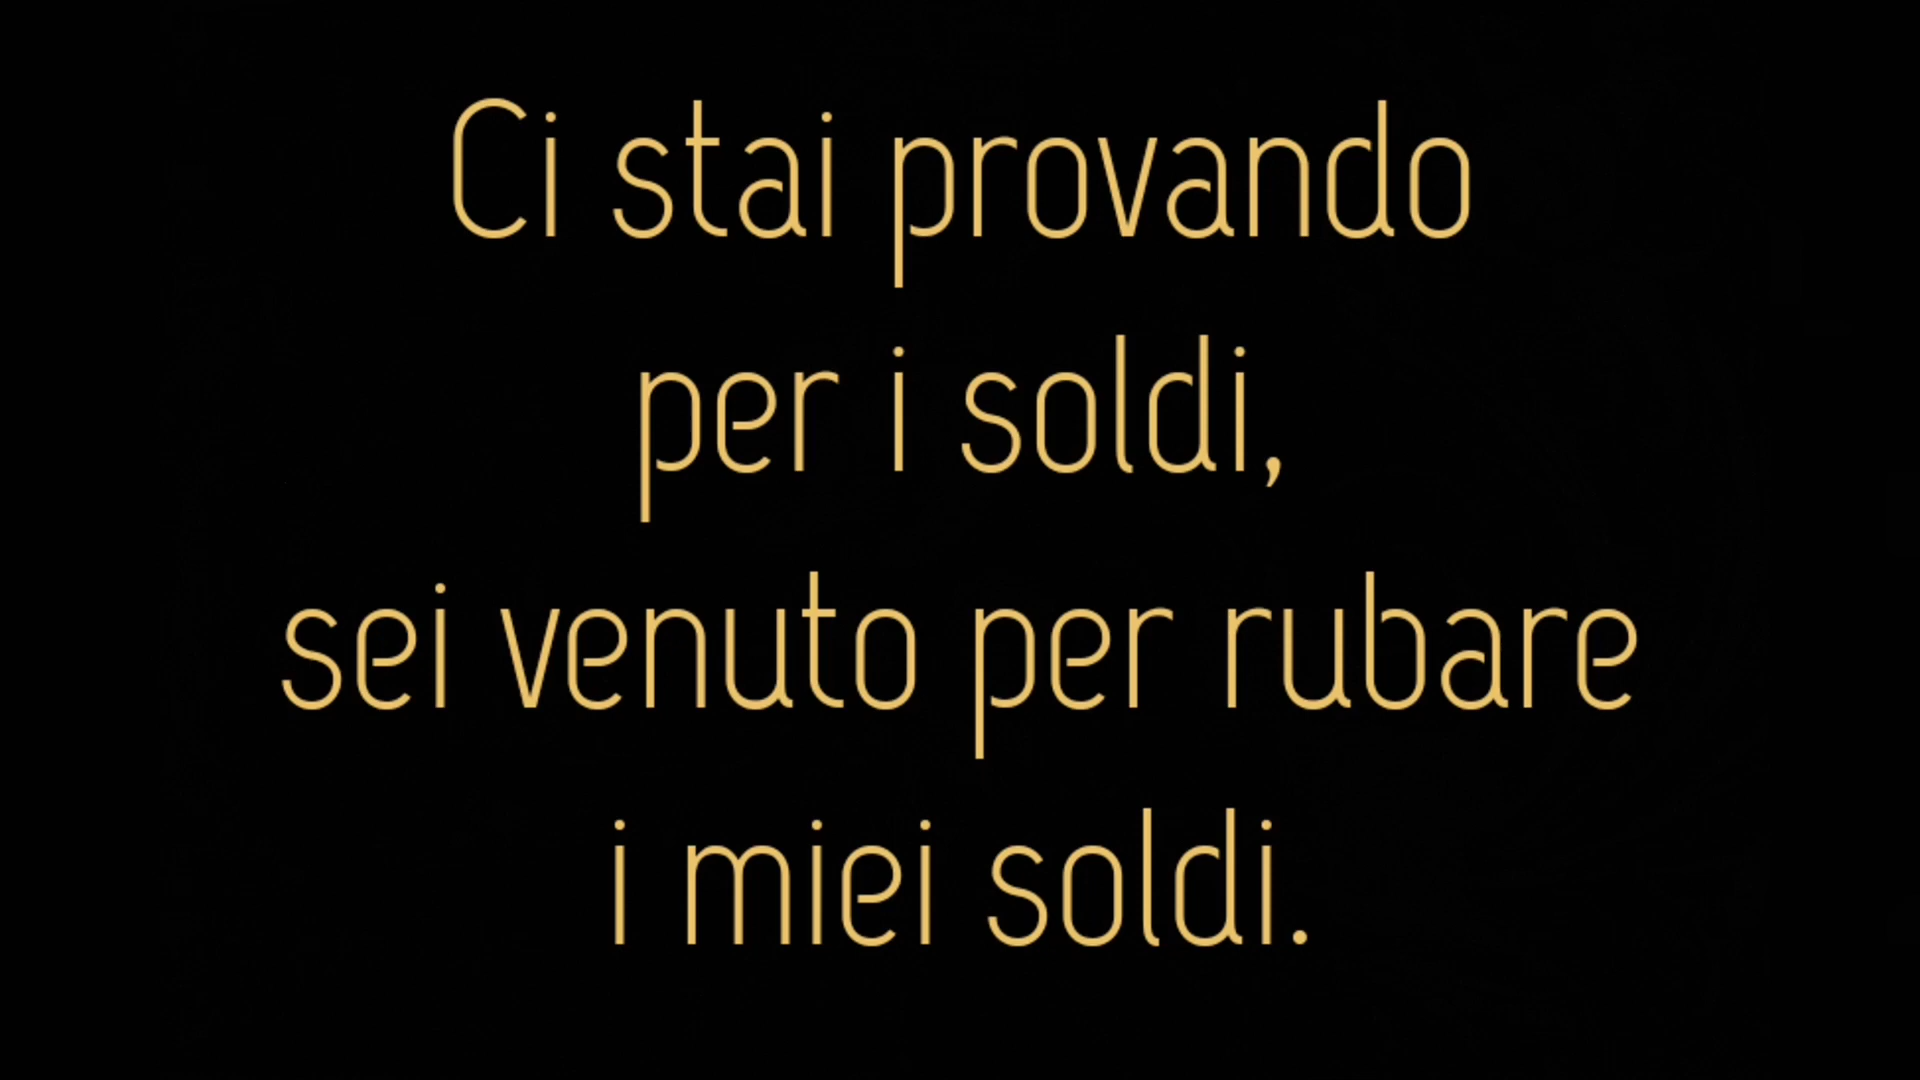 Ci stai provando
per i soldi,
sei venuto per rubare
i miei soldi.